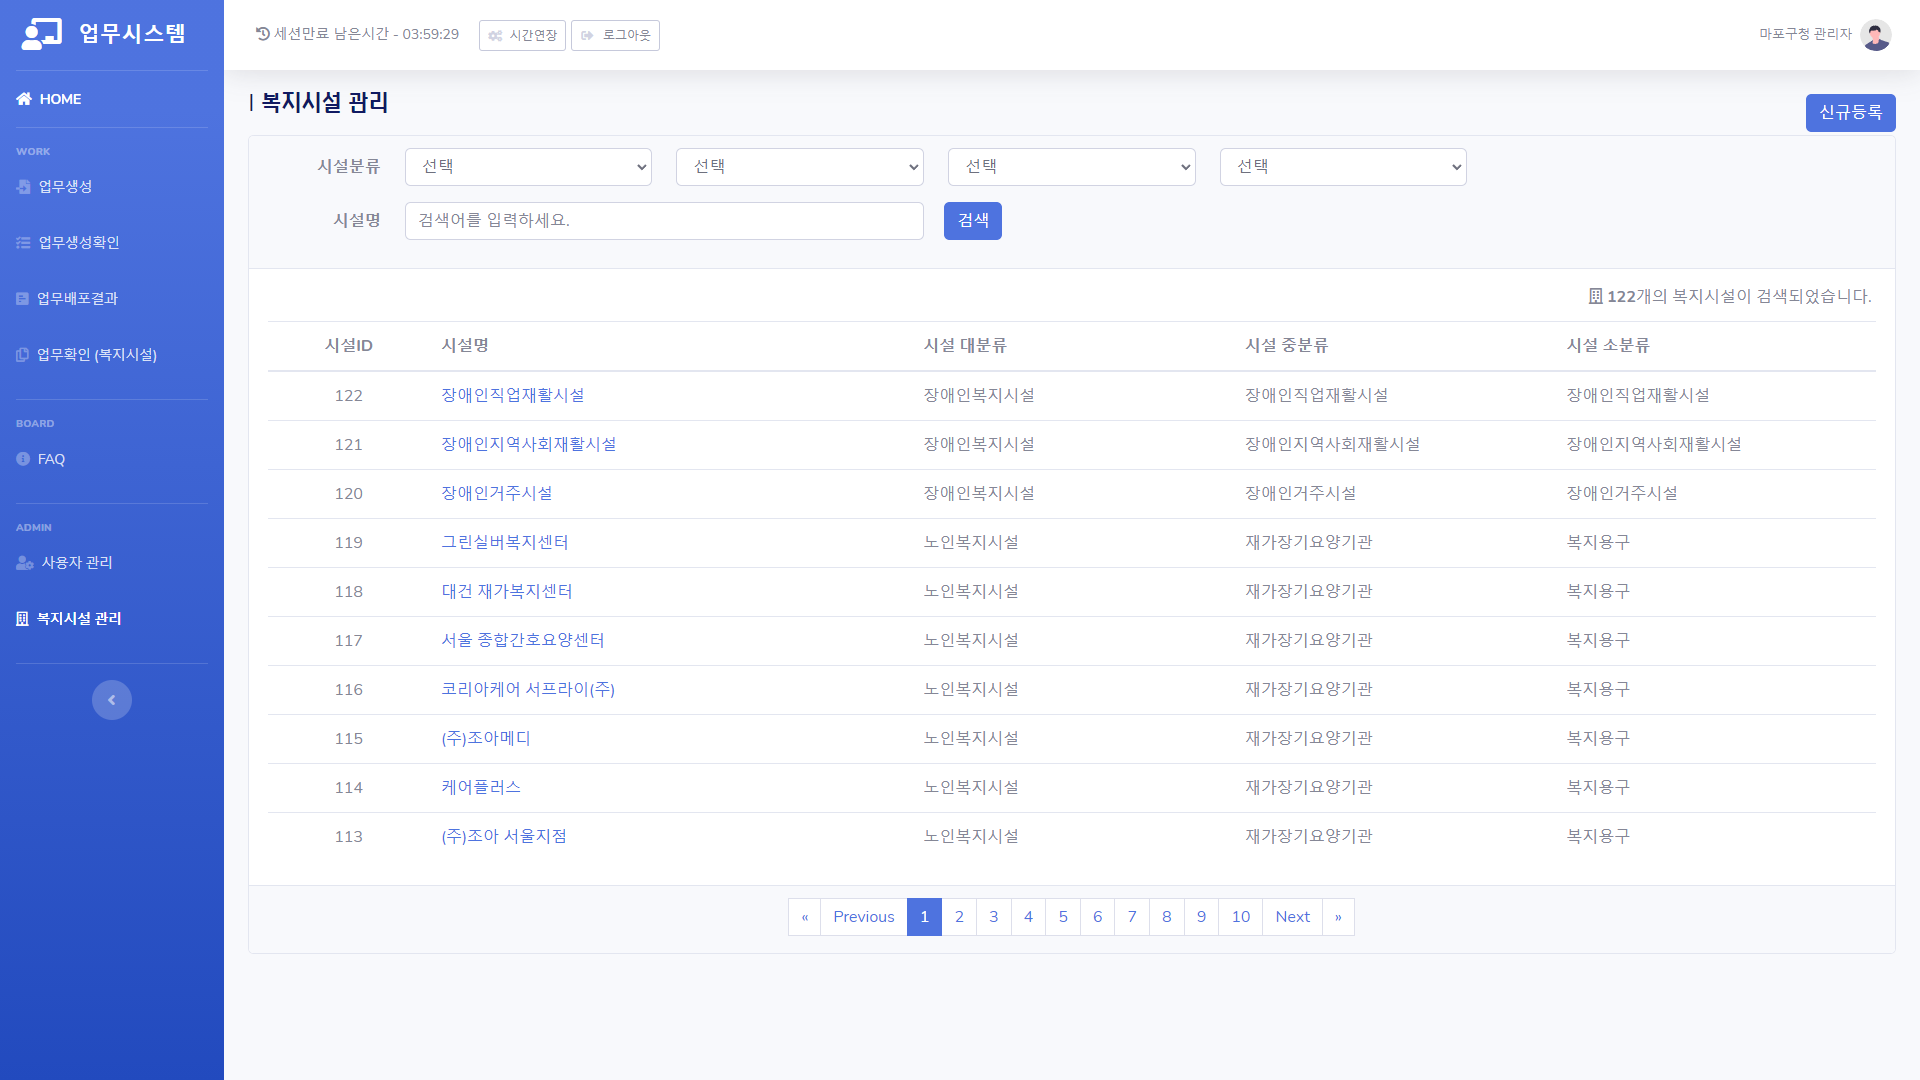 업무시스템
HOME
WORK
업무생성
업무생성확인
업무배포결과
업무확인 (복지시설)
BOARD
FAQ
ADMIN
사용자 관리
복지시설 관리
세션만료 남은시간 - 03:59:29
시간연장
로그아웃
마포구청 관리자
| 복지시설 관리
신규등록
시설분류 선택 선택 선택 선택
시설명 검색어를 입력하세요. 검색
122개의 복지시설이 검색되었습니다.
시설ID 시설명 시설 대분류 시설 중분류 시설 소분류
122 장애인직업재활시설 장애인복지시설 장애인직업재활시설 장애인직업재활시설
121 장애인지역사회재활시설 장애인복지시설 장애인지역사회재활시설 장애인지역사회재활시설
120 장애인거주시설 장애인복지시설 장애인거주시설 장애인거주시설
119 그린실버복지센터 노인복지시설 재가장기요양기관 복지용구
118 대건 재가복지센터 노인복지시설 재가장기요양기관 복지용구
117 서울 종합간호요양센터 노인복지시설 재가장기요양기관 복지용구
116 코리아케어 서프라이(주) 노인복지시설 재가장기요양기관 복지용구
115 (주)조아메디 노인복지시설 재가장기요양기관 복지용구
114 케어플러스 노인복지시설 재가장기요양기관 복지용구
113 (주)조아 서울지점 노인복지시설 재가장기요양기관 복지용구
« Previous 1 2 3 4 5 6 7 8 9 10 Next »